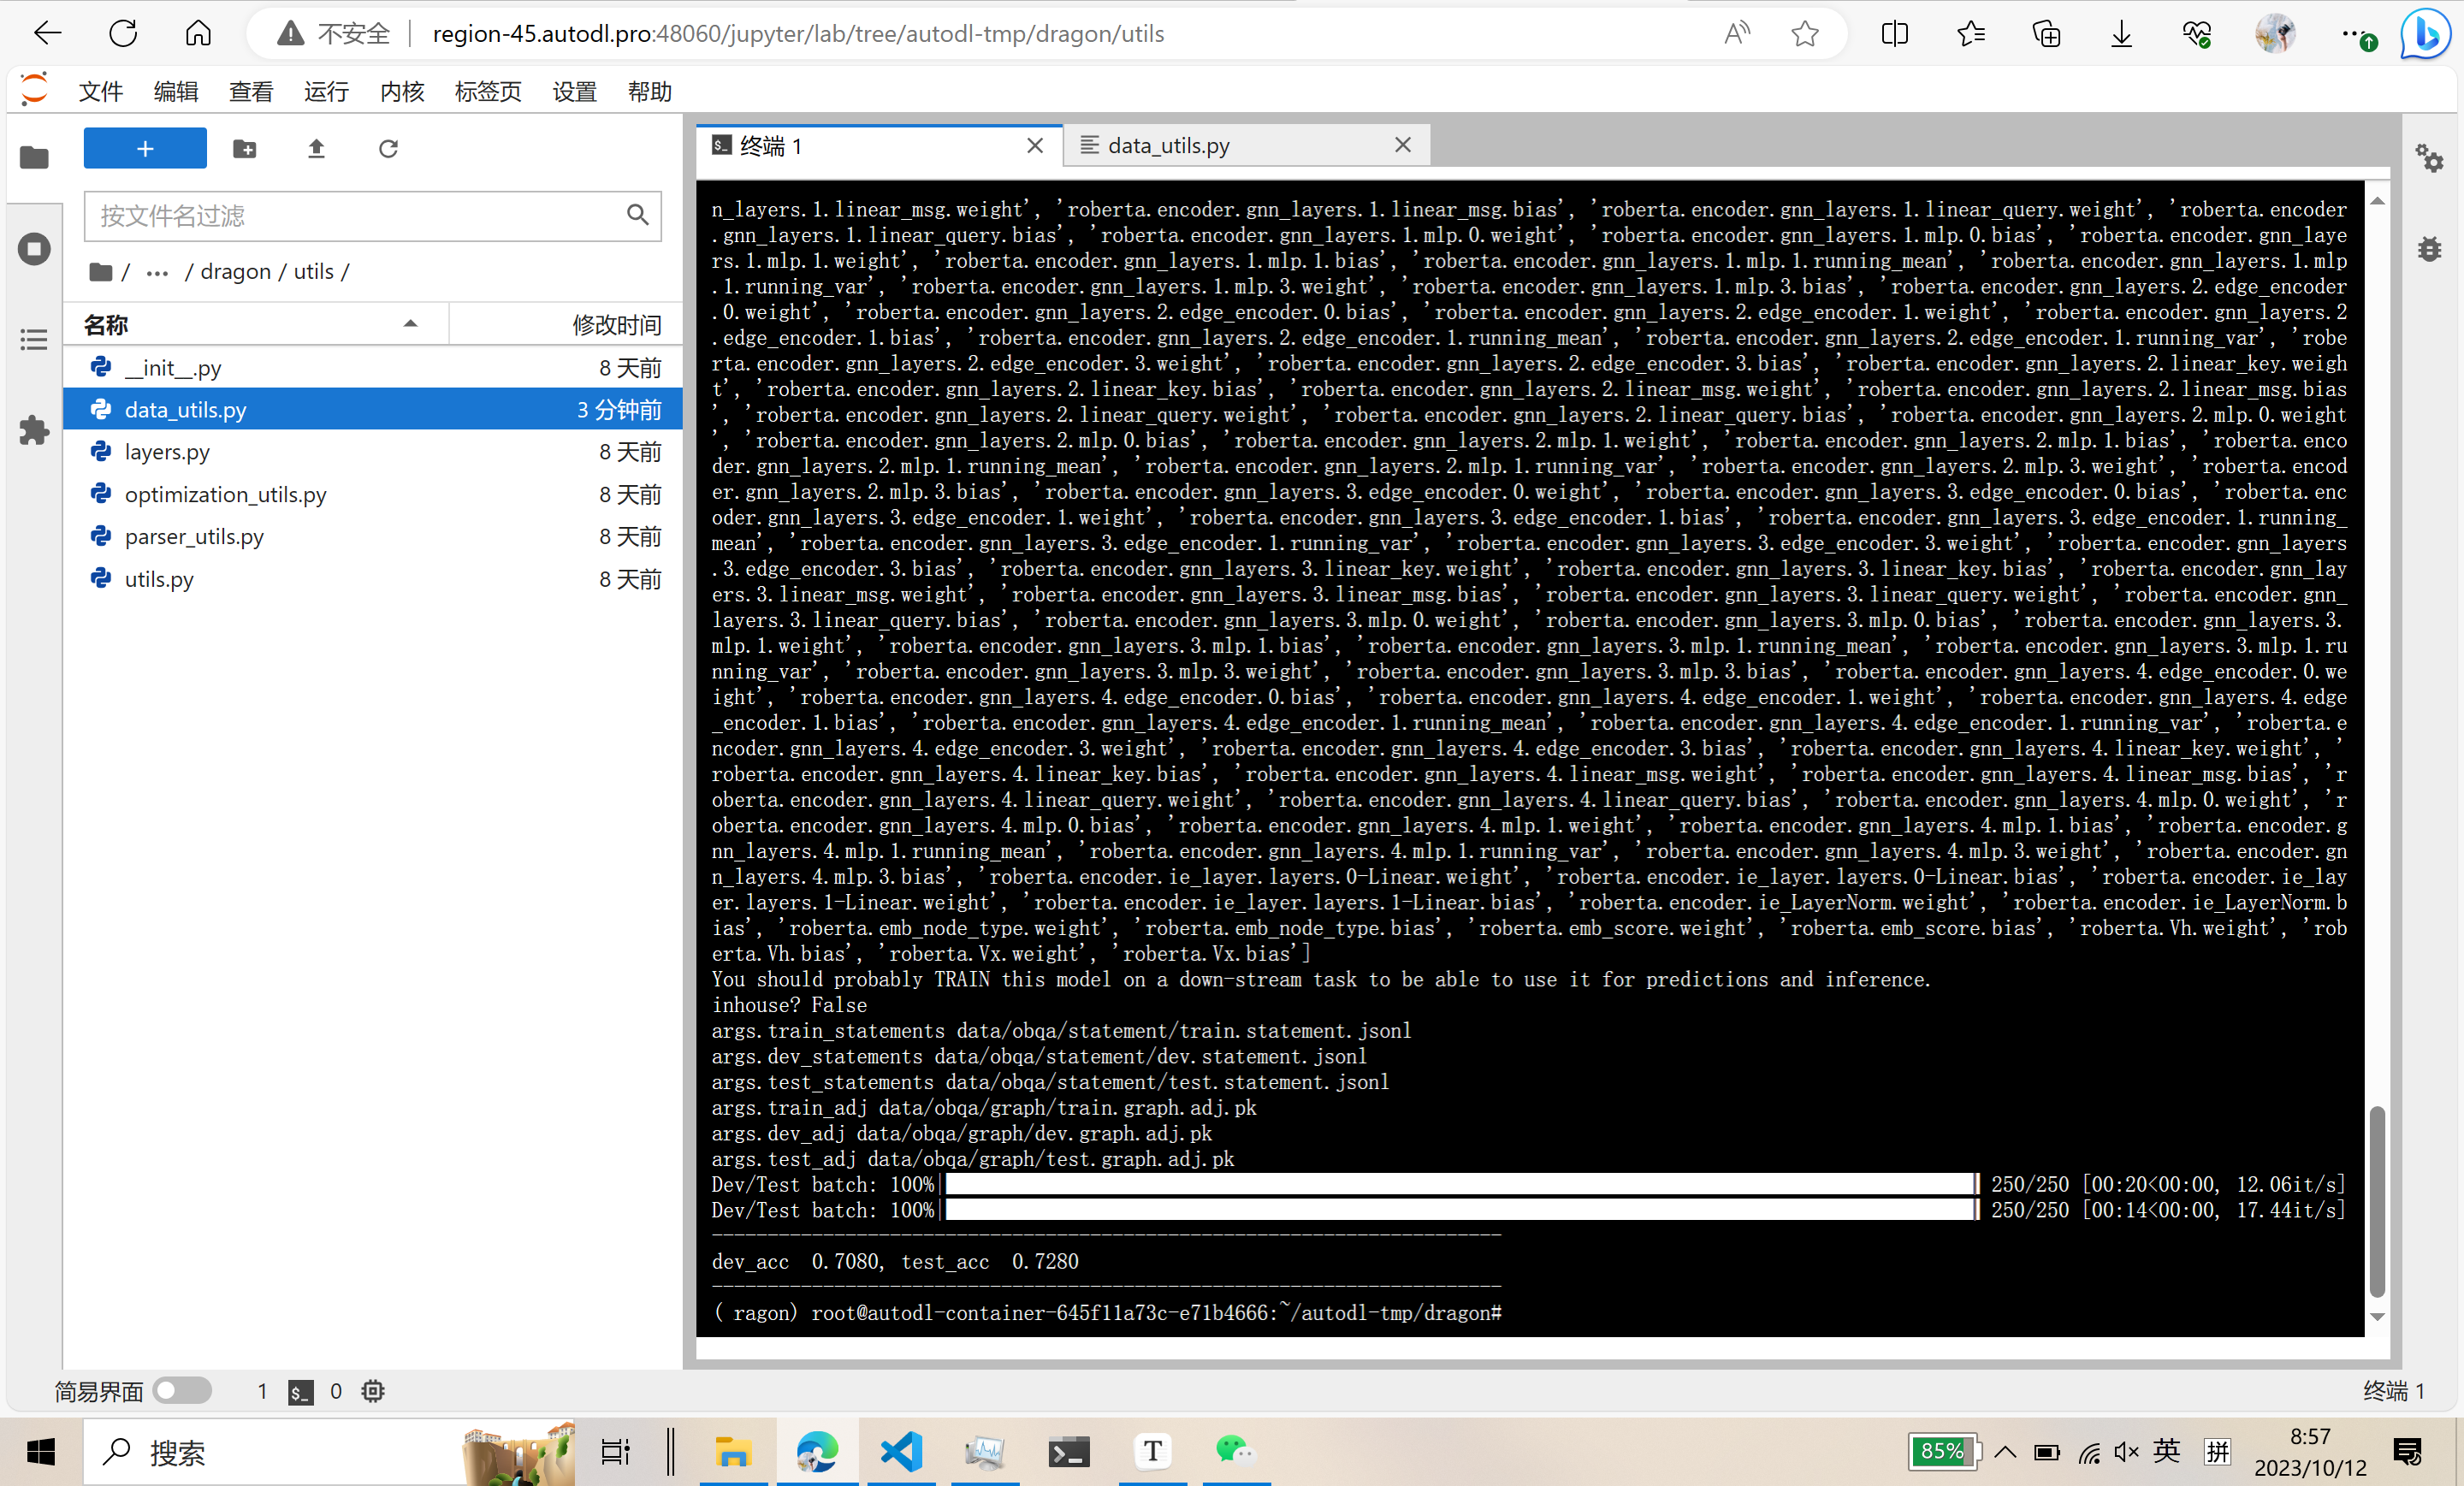 不安全
region-45.autodl.pro:48060/jupyter/lab/tree/autodl-tmp/dragon/utils
文件 编辑 查看 运行 内核 标签页 设置 帮助
按文件名过滤
/ ··· / dragon / utils /
名称 修改时间
__init__.py 8 天前
data_utils.py 3 分钟前
layers.py 8 天前
optimization_utils.py 8 天前
parser_utils.py 8 天前
utils.py 8 天前
终端 1
data_utils.py
n_layers.1.linear_msg.weight', 'roberta.encoder.gnn_layers.1.linear_msg.bias', 'roberta.encoder.gnn_layers.1.linear_query.weight', 'roberta.encoder
.gnn_layers.1.linear_query.bias', 'roberta.encoder.gnn_layers.1.mlp.0.weight', 'roberta.encoder.gnn_layers.1.mlp.0.bias', 'roberta.encoder.gnn_laye
rs.1.mlp.1.weight', 'roberta.encoder.gnn_layers.1.mlp.1.bias', 'roberta.encoder.gnn_layers.1.mlp.1.running_mean', 'roberta.encoder.gnn_layers.1.mlp
.1.running_var', 'roberta.encoder.gnn_layers.1.mlp.3.weight', 'roberta.encoder.gnn_layers.1.mlp.3.bias', 'roberta.encoder.gnn_layers.2.edge_encoder
.0.weight', 'roberta.encoder.gnn_layers.2.edge_encoder.0.bias', 'roberta.encoder.gnn_layers.2.edge_encoder.1.weight', 'roberta.encoder.gnn_layers.2
.edge_encoder.1.bias', 'roberta.encoder.gnn_layers.2.edge_encoder.1.running_mean', 'roberta.encoder.gnn_layers.2.edge_encoder.1.running_var', 'robe
rta.encoder.gnn_layers.2.edge_encoder.3.weight', 'roberta.encoder.gnn_layers.2.edge_encoder.3.bias', 'roberta.encoder.gnn_layers.2.linear_key.weigh
t', 'roberta.encoder.gnn_layers.2.linear_key.bias', 'roberta.encoder.gnn_layers.2.linear_msg.weight', 'roberta.encoder.gnn_layers.2.linear_msg.bias
', 'roberta.encoder.gnn_layers.2.linear_query.weight', 'roberta.encoder.gnn_layers.2.linear_query.bias', 'roberta.encoder.gnn_layers.2.mlp.0.weight
', 'roberta.encoder.gnn_layers.2.mlp.0.bias', 'roberta.encoder.gnn_layers.2.mlp.1.weight', 'roberta.encoder.gnn_layers.2.mlp.1.bias', 'roberta.enco
der.gnn_layers.2.mlp.1.running_mean', 'roberta.encoder.gnn_layers.2.mlp.1.running_var', 'roberta.encoder.gnn_layers.2.mlp.3.weight', 'roberta.encod
er.gnn_layers.2.mlp.3.bias', 'roberta.encoder.gnn_layers.3.edge_encoder.0.weight', 'roberta.encoder.gnn_layers.3.edge_encoder.0.bias', 'roberta.enc
oder.gnn_layers.3.edge_encoder.1.weight', 'roberta.encoder.gnn_layers.3.edge_encoder.1.bias', 'roberta.encoder.gnn_layers.3.edge_encoder.1.running_
mean', 'roberta.encoder.gnn_layers.3.edge_encoder.1.running_var', 'roberta.encoder.gnn_layers.3.edge_encoder.3.weight', 'roberta.encoder.gnn_layers
.3.edge_encoder.3.bias', 'roberta.encoder.gnn_layers.3.linear_key.weight', 'roberta.encoder.gnn_layers.3.linear_key.bias', 'roberta.encoder.gnn_lay
ers.3.linear_msg.weight', 'roberta.encoder.gnn_layers.3.linear_msg.bias', 'roberta.encoder.gnn_layers.3.linear_query.weight', 'roberta.encoder.gnn_
layers.3.linear_query.bias', 'roberta.encoder.gnn_layers.3.mlp.0.weight', 'roberta.encoder.gnn_layers.3.mlp.0.bias', 'roberta.encoder.gnn_layers.3.
mlp.1.weight', 'roberta.encoder.gnn_layers.3.mlp.1.bias', 'roberta.encoder.gnn_layers.3.mlp.1.running_mean', 'roberta.encoder.gnn_layers.3.mlp.1.ru
nning_var', 'roberta.encoder.gnn_layers.3.mlp.3.weight', 'roberta.encoder.gnn_layers.3.mlp.3.bias', 'roberta.encoder.gnn_layers.4.edge_encoder.0.we
ight', 'roberta.encoder.gnn_layers.4.edge_encoder.0.bias', 'roberta.encoder.gnn_layers.4.edge_encoder.1.weight', 'roberta.encoder.gnn_layers.4.edge
_encoder.1.bias', 'roberta.encoder.gnn_layers.4.edge_encoder.1.running_mean', 'roberta.encoder.gnn_layers.4.edge_encoder.1.running_var', 'roberta.e
ncoder.gnn_layers.4.edge_encoder.3.weight', 'roberta.encoder.gnn_layers.4.edge_encoder.3.bias', 'roberta.encoder.gnn_layers.4.linear_key.weight', '
roberta.encoder.gnn_layers.4.linear_key.bias', 'roberta.encoder.gnn_layers.4.linear_msg.weight', 'roberta.encoder.gnn_layers.4.linear_msg.bias', 'r
oberta.encoder.gnn_layers.4.linear_query.weight', 'roberta.encoder.gnn_layers.4.linear_query.bias', 'roberta.encoder.gnn_layers.4.mlp.0.weight', 'r
oberta.encoder.gnn_layers.4.mlp.0.bias', 'roberta.encoder.gnn_layers.4.mlp.1.weight', 'roberta.encoder.gnn_layers.4.mlp.1.bias', 'roberta.encoder.g
nn_layers.4.mlp.1.running_mean', 'roberta.encoder.gnn_layers.4.mlp.1.running_var', 'roberta.encoder.gnn_layers.4.mlp.3.weight', 'roberta.encoder.gn
n_layers.4.mlp.3.bias', 'roberta.encoder.ie_layer.layers.0-Linear.weight', 'roberta.encoder.ie_layer.layers.0-Linear.bias', 'roberta.encoder.ie_lay
er.layers.1-Linear.weight', 'roberta.encoder.ie_layer.layers.1-Linear.bias', 'roberta.encoder.ie_LayerNorm.weight', 'roberta.encoder.ie_LayerNorm.b
ias', 'roberta.emb_node_type.weight', 'roberta.emb_node_type.bias', 'roberta.emb_score.weight', 'roberta.emb_score.bias', 'roberta.Vh.weight', 'rob
erta.Vh.bias', 'roberta.Vx.weight', 'roberta.Vx.bias']
You should probably TRAIN this model on a down-stream task to be able to use it for predictions and inference.
inhouse? False
args.train_statements data/obqa/statement/train.statement.jsonl
args.dev_statements data/obqa/statement/dev.statement.jsonl
args.test_statements data/obqa/statement/test.statement.jsonl
args.train_adj data/obqa/graph/train.graph.adj.pk
args.dev_adj data/obqa/graph/dev.graph.adj.pk
args.test_adj data/obqa/graph/test.graph.adj.pk
Dev/Test batch: 100%| | 250/250 [00:20<00:00, 12.06it/s]
Dev/Test batch: 100%| | 250/250 [00:14<00:00, 17.44it/s]
-----------------------------------------------------------------------
dev_acc 0.7080, test_acc 0.7280
-----------------------------------------------------------------------
( ragon) root@autodl-container-645f11a73c-e71b4666:~/autodl-tmp/dragon#
简易界面 1 $_ 0 终端 1
搜索
T
85%
英
拼
8:57
2023/10/12